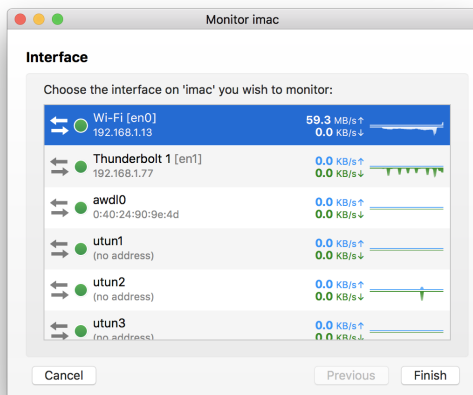 Monitor imac
Interface
Choose the interface on 'imac' you wish to monitor:
Wi-Fi [en0]
192.168.1.13
59.3 MB/s↑
0.0 KB/s↓
Thunderbolt 1 [en1]
192.168.1.77
0.0 KB/s↑
0.0 KB/s↓
awdl0
0:40:24:90:9e:4d
0.0 KB/s↑
0.0 KB/s↓
utun1
(no address)
0.0 KB/s↑
0.0 KB/s↓
utun2
(no address)
0.0 KB/s↑
0.0 KB/s↓
utun3
(no address)
0.0 KB/s↑
0.0 KB/s↓
Cancel
Previous
Finish